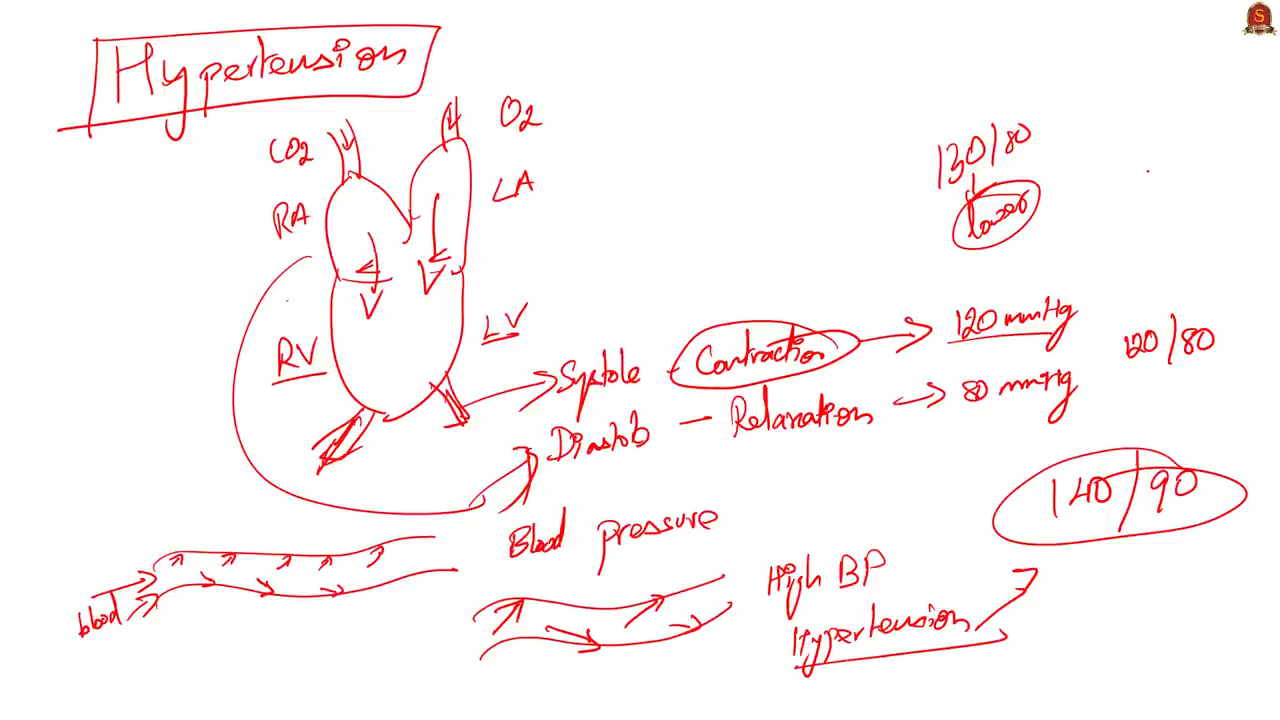 Hypertension
CO2
O2
RA
LA
RV
LV
130/80
lower
Systole - Contraction → 120 mmHg
120/80
Diastole - Relaxation → 80 mmHg
140/90
Blood pressure
blood
High BP
Hypertension
S